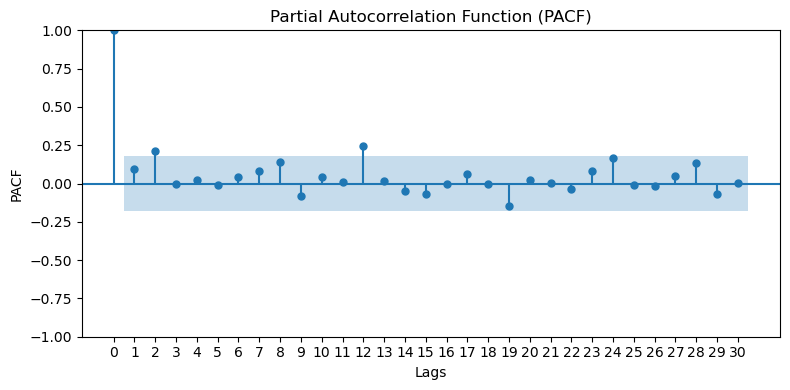 Partial Autocorrelation Function (PACF)
1.00
0.75
0.50
0.25
0.00
−0.25
−0.50
−0.75
−1.00
PACF
0 1 2 3 4 5 6 7 8 9 10 11 12 13 14 15 16 17 18 19 20 21 22 23 24 25 26 27 28 29 30
Lags